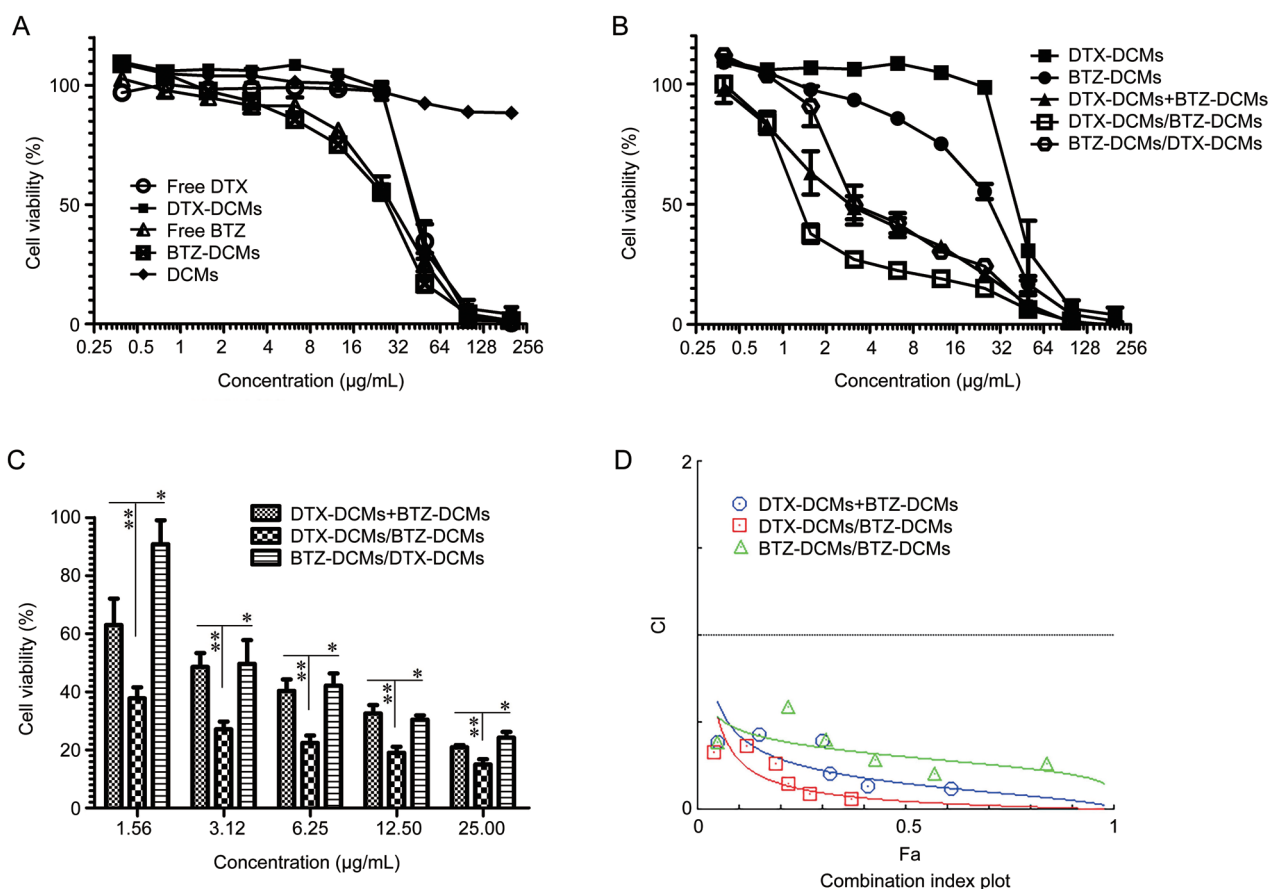 A
100
50
0
Cell viability (%)
Free DTX
DTX-DCMs
Free BTZ
BTZ-DCMs
DCMs
0.25 0.5 1 2 4 8 16 32 64 128 256
Concentration (µg/mL)
B
100
50
0
Cell viability (%)
DTX-DCMs
BTZ-DCMs
DTX-DCMs+BTZ-DCMs
DTX-DCMs/BTZ-DCMs
BTZ-DCMs/DTX-DCMs
0.25 0.5 1 2 4 8 16 32 64 128 256
Concentration (µg/mL)
C
100
80
60
40
20
0
Cell viability (%)
DTX-DCMs+BTZ-DCMs
DTX-DCMs/BTZ-DCMs
BTZ-DCMs/DTX-DCMs
** *
** *
** *
** *
** *
1.56 3.12 6.25 12.50 25.00
Concentration (µg/mL)
D
2
0
CI
DTX-DCMs+BTZ-DCMs
DTX-DCMs/BTZ-DCMs
BTZ-DCMs/BTZ-DCMs
0 0.5 1
Fa
Combination index plot